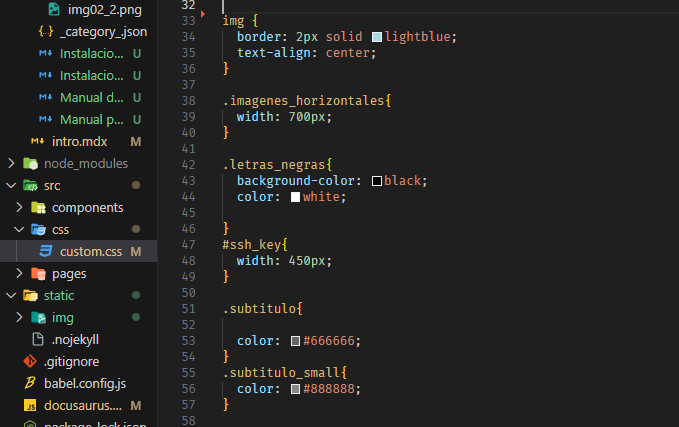 img02_2.png
_category_json
Instalacio... U
Instalacio... U
Manual d... U
Manual p... U
intro.mdx M
node_modules
src
components
css
custom.css M
pages
static
img
.nojekyll
.gitignore
babel.config.js
docusaurus.... M
package-lock.json
32
33 img {
34 border: 2px solid lightblue;
35 text-align: center;
36 }
37
38 .imagenes_horizontales{
39 width: 700px;
40 }
41
42 .letras_negras{
43 background-color: black;
44 color: white;
45
46 }
47 #ssh_key{
48 width: 450px;
49 }
50
51 .subtitulo{
52
53 color: #666666;
54 }
55 .subtitulo_small{
56 color: #888888;
57 }
58